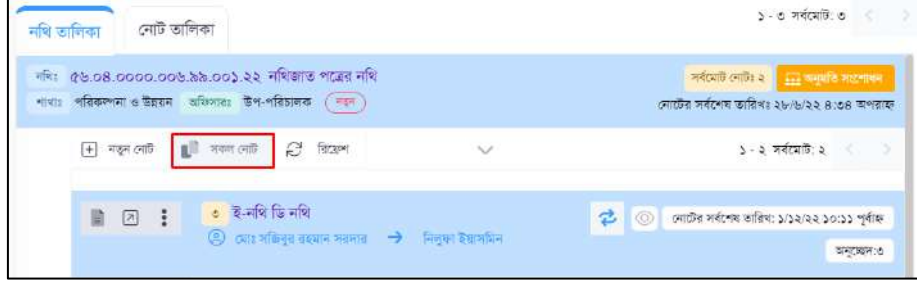 নথি তালিকা নোট তালিকা ১ - ৩ সর্বমোট: ৩
নথিঃ ৫৬.০৪.০০০০.০০৬.৯৯.০০১.২২ নথিজাত পত্রের নথি সর্বমোট নোটঃ ২ অনুমতি সংশোধন
শাখাঃ পরিকল্পনা ও উন্নয়ন অফিসারঃ উপ-পরিচালক নতুন নোটের সর্বশেষ তারিখঃ ২৮/৬/২২ ৪:৩৪ অপরাহ্ন
নতুন নোট সকল নোট রিফ্রেশ ১ - ২ সর্বমোট: ২
৩ ই-নথি ডি নথি নোটের সর্বশেষ তারিখ: ১/১২/২২ ১০:১১ পূর্বাহ্ন
মোঃ সজিবুর রহমান সরদার → নিলুফা ইয়াসমিন অনুচ্ছেদ:৩